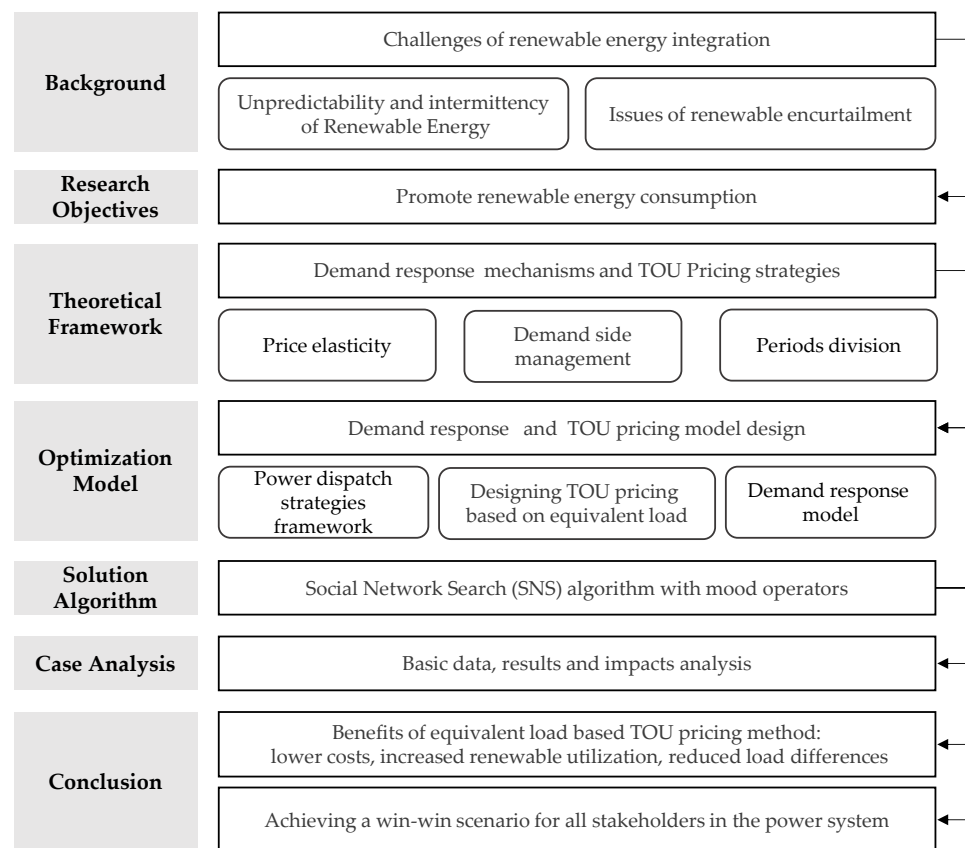 Background
Challenges of renewable energy integration
Unpredictability and intermittency
of Renewable Energy
Issues of renewable encurtailment
Research
Objectives
Promote renewable energy consumption
Theoretical
Framework
Demand response mechanisms and TOU Pricing strategies
Price elasticity
Demand side
management
Periods division
Optimization
Model
Demand response and TOU pricing model design
Power dispatch
strategies
framework
Designing TOU pricing
based on equivalent load
Demand response
model
Solution
Algorithm
Social Network Search (SNS) algorithm with mood operators
Case Analysis
Basic data, results and impacts analysis
Conclusion
Benefits of equivalent load based TOU pricing method:
lower costs, increased renewable utilization, reduced load differences
Achieving a win-win scenario for all stakeholders in the power system